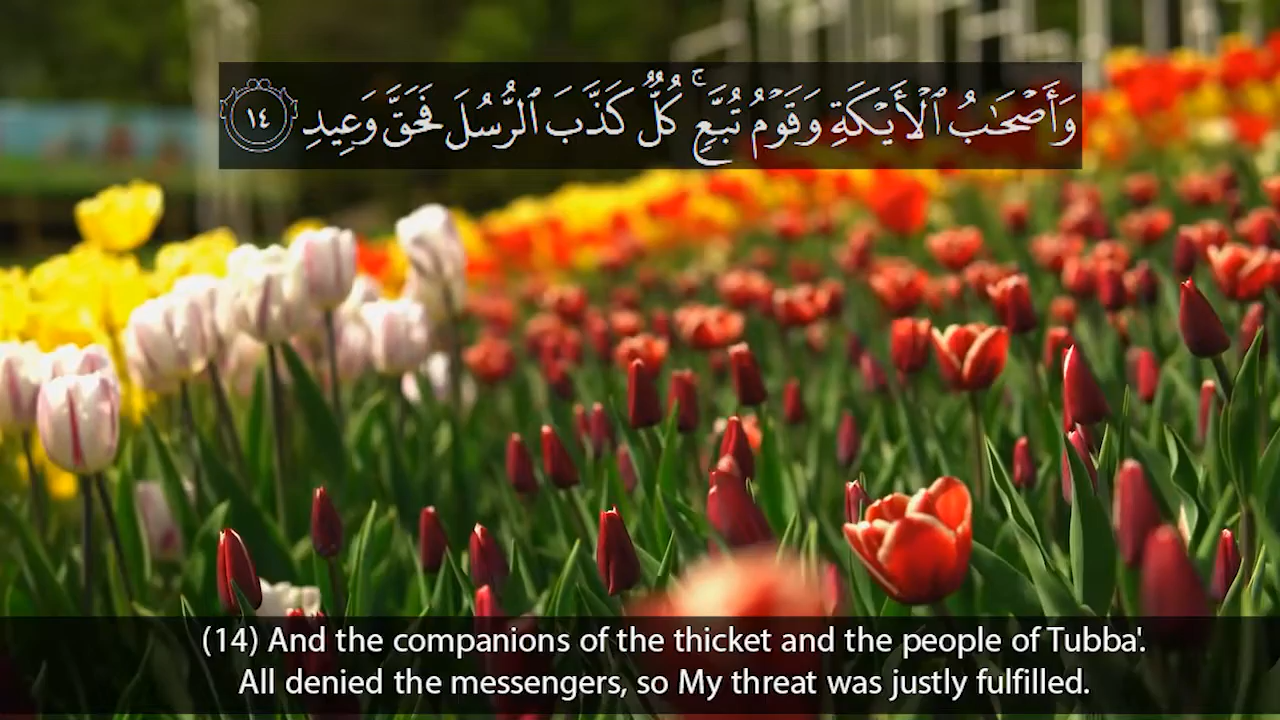 وَأَصْحَـٰبُ ٱلْأَيْكَةِ وَقَوْمُ تُبَّعٍ ۚ كُلٌّ كَذَّبَ ٱلرُّسُلَ فَحَقَّ وَعِيدِ ١٤
(14) And the companions of the thicket and the people of Tubba'.
All denied the messengers, so My threat was justly fulfilled.